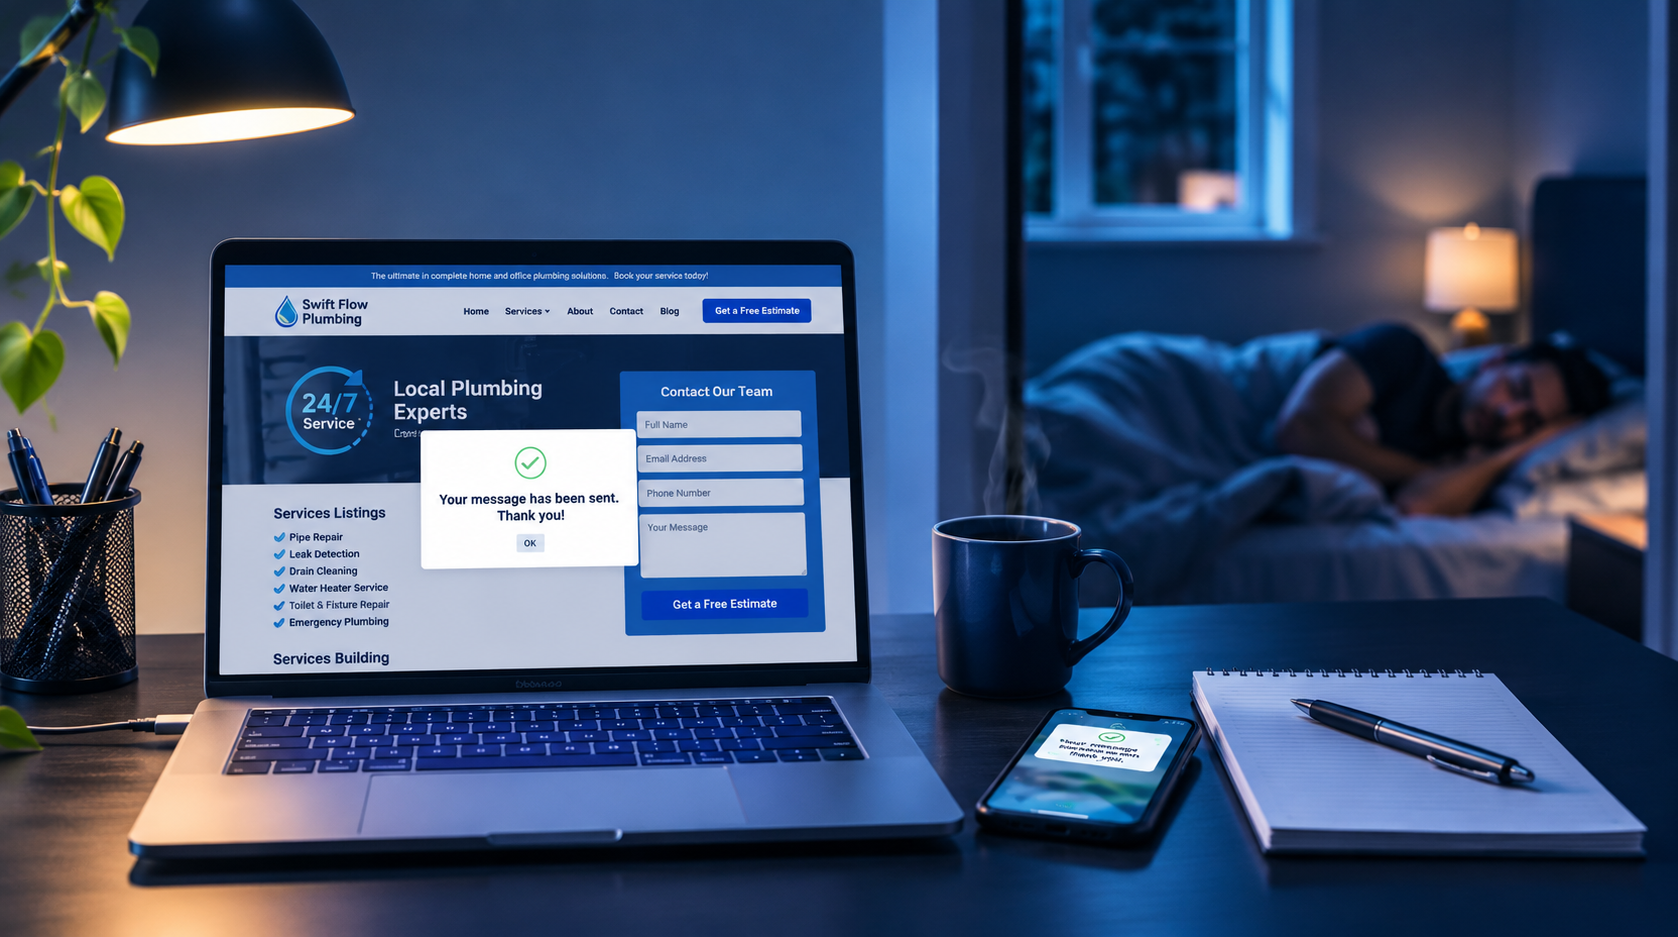 The ultimate in complete home and office plumbing solutions. Book your service today!
Swift Flow
Plumbing
Home
Services
About
Contact
Blog
Get a Free Estimate
24/7
Service
Local Plumbing
Experts
Contact Our Team
Full Name
Email Address
Phone Number
Your Message
Get a Free Estimate
Your message has been sent.
Thank you!
OK
Services Listings
Pipe Repair
Leak Detection
Drain Cleaning
Water Heater Service
Toilet & Fixture Repair
Emergency Plumbing
Services Building